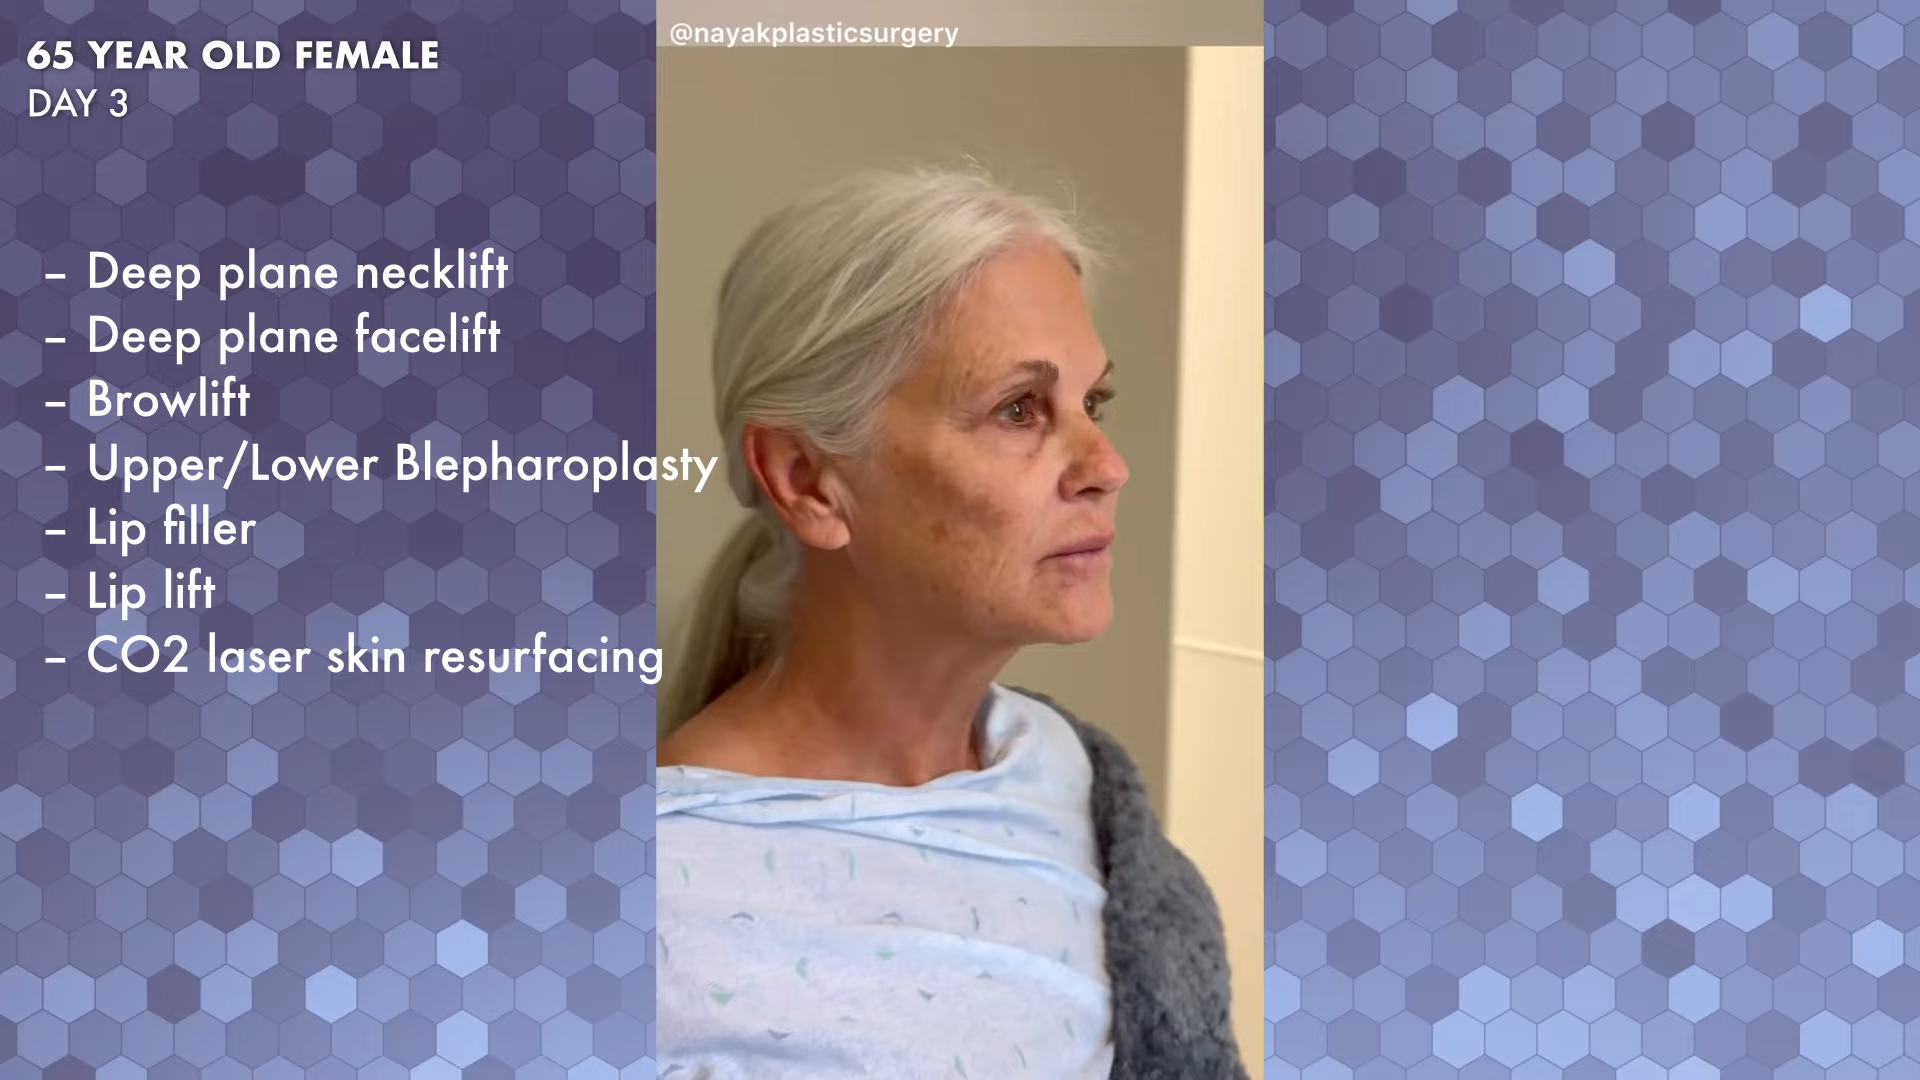 65 YEAR OLD FEMALE
DAY 3
@nayakplasticsurgery
– Deep plane necklift
– Deep plane facelift
– Browlift
– Upper/Lower Blepharoplasty
– Lip filler
– Lip lift
– CO2 laser skin resurfacing